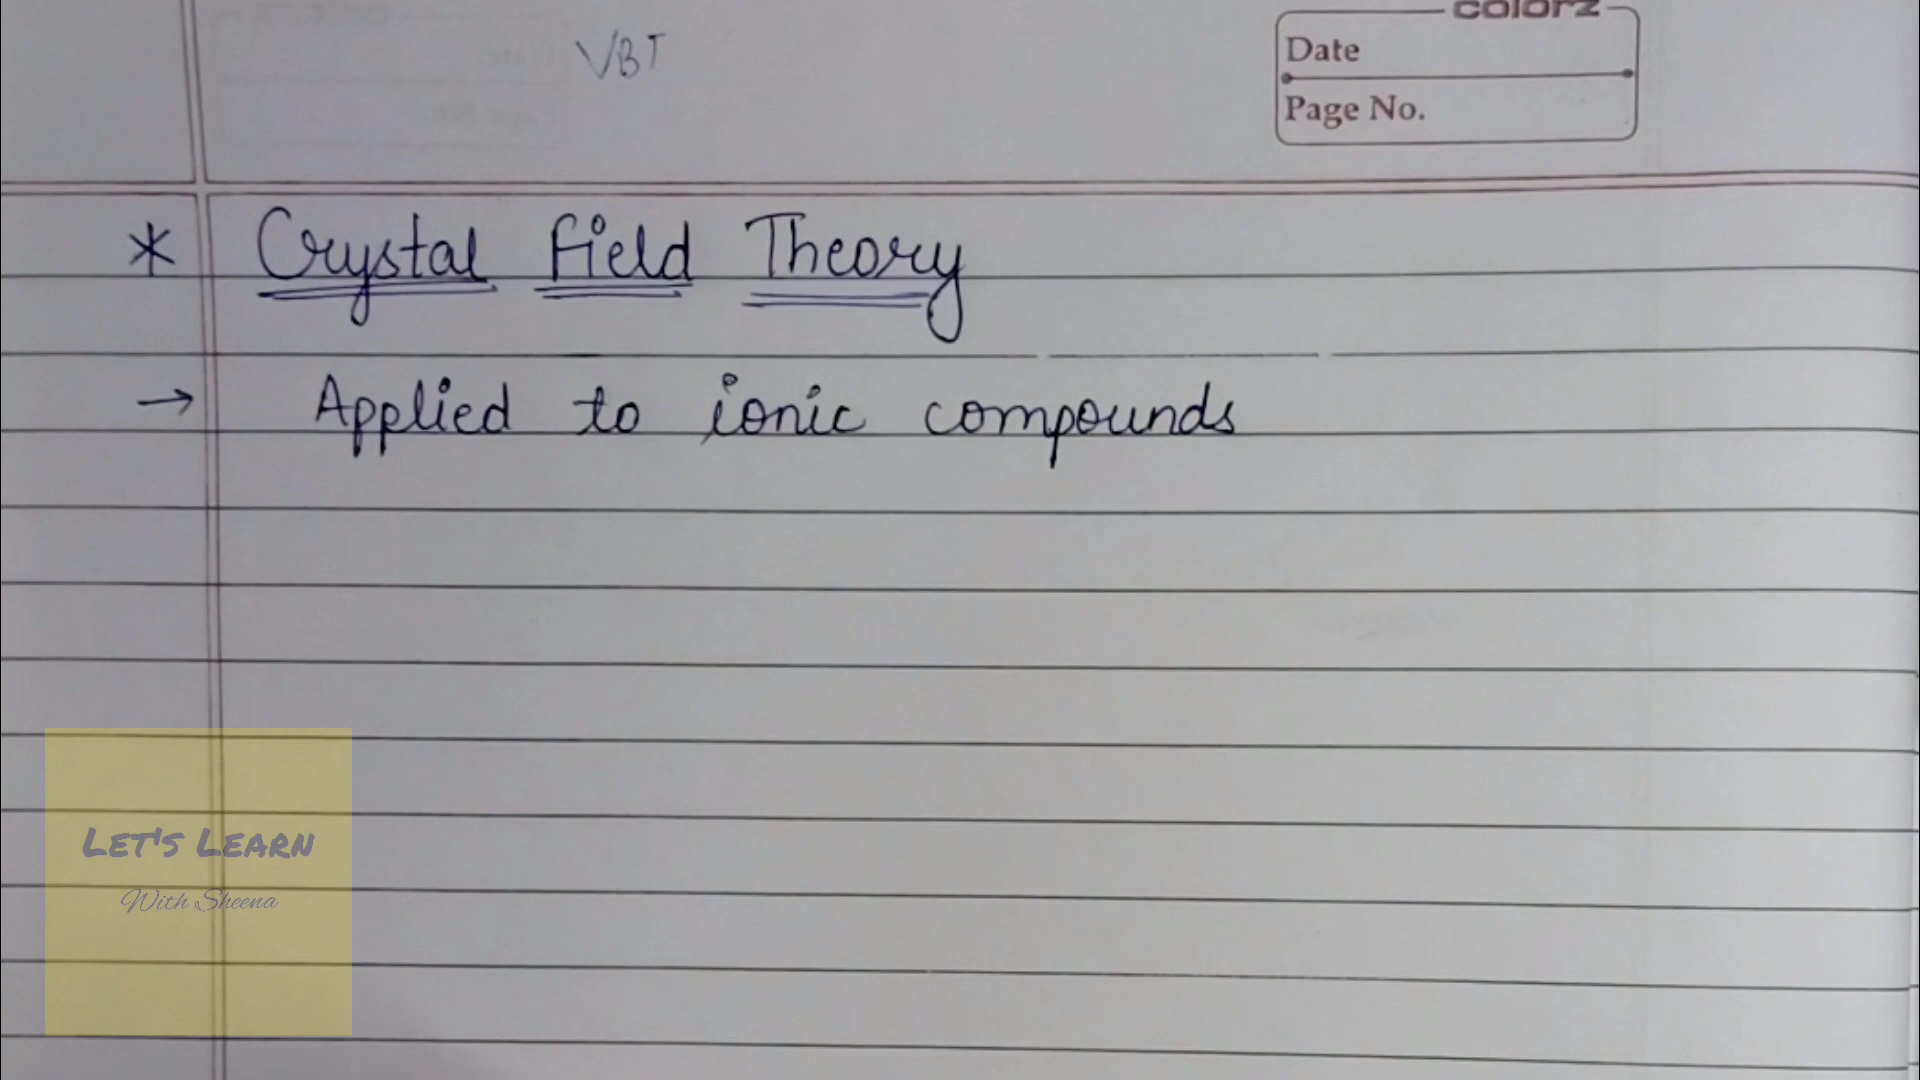 VBT
colorz
Date
Page No.
* Crystal Field Theory
→ Applied to ionic compounds
LET'S LEARN
With Sheena